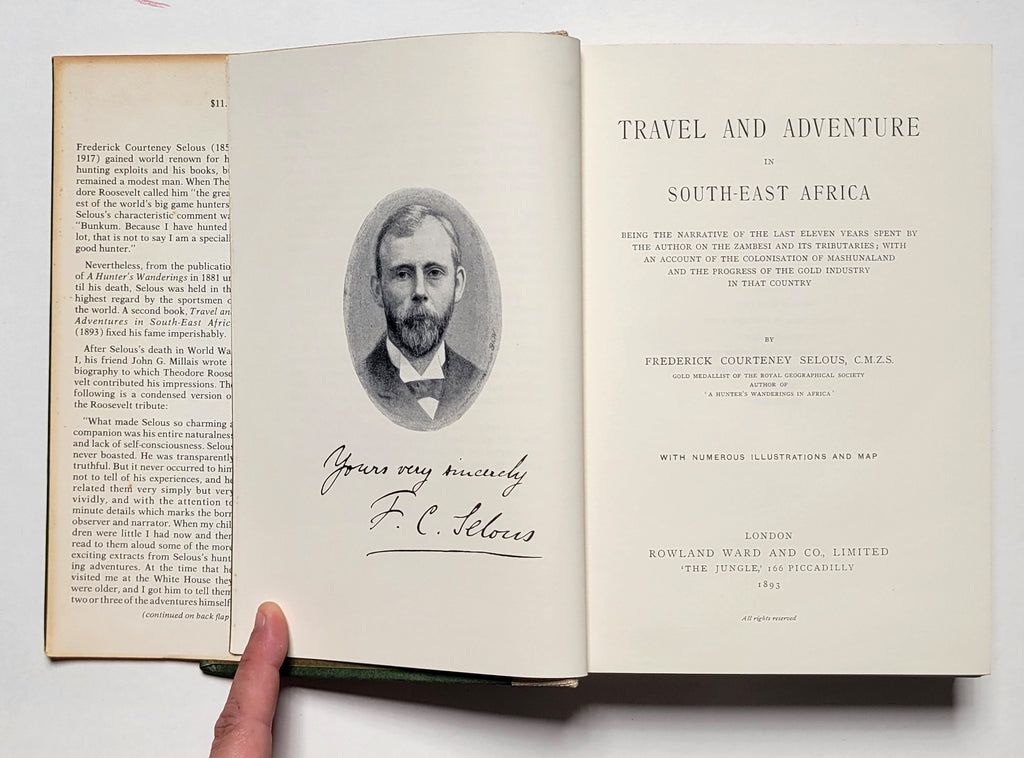 $11.
Frederick Courteney Selous (185
1917) gained world renown for h
hunting exploits and his books, b
remained a modest man. When The
dore Roosevelt called him "the grea
est of the world's big game hunters
Selous's characteristic comment wa
"Bunkum. Because I have hunted
lot, that is not to say I am a speciall
good hunter."
Nevertheless, from the publicatio
of A Hunter's Wanderings in 1881 un
til his death, Selous was held in th
highest regard by the sportsmen o
the world. A second book, Travel an
Adventures in South-East Afric
(1893) fixed his fame imperishably.
After Selous's death in World Wa
I, his friend John G. Millais wrote
biography to which Theodore Roose
velt contributed his impressions. Th
following is a condensed version o
the Roosevelt tribute:
"What made Selous so charming a
companion was his entire naturalness
and lack of self-consciousness. Selous
never boasted. He was transparently
truthful. But it never occurred to him
not to tell of his experiences, and he
related them very simply but very
vividly, and with the attention to
minute details which marks the born
observer and narrator. When my chil
dren were little I had now and then
read to them aloud some of the more
exciting extracts from Selous's hunt
ing adventures. At the time that he
visited me at the White House they
were older, and I got him to tell them
two or three of the adventures himself
(continued on back flap
Yours very sincerely
F. C. Selous
TRAVEL AND ADVENTURE
IN
SOUTH-EAST AFRICA
BEING THE NARRATIVE OF THE LAST ELEVEN YEARS SPENT BY
THE AUTHOR ON THE ZAMBESI AND ITS TRIBUTARIES; WITH
AN ACCOUNT OF THE COLONISATION OF MASHUNALAND
AND THE PROGRESS OF THE GOLD INDUSTRY
IN THAT COUNTRY
BY
FREDERICK COURTENEY SELOUS, C.M.Z.S.
GOLD MEDALLIST OF THE ROYAL GEOGRAPHICAL SOCIETY
AUTHOR OF
'A HUNTER'S WANDERINGS IN AFRICA'
WITH NUMEROUS ILLUSTRATIONS AND MAP
LONDON
ROWLAND WARD AND CO., LIMITED
'THE JUNGLE,' 166 PICCADILLY
1893
All rights reserved